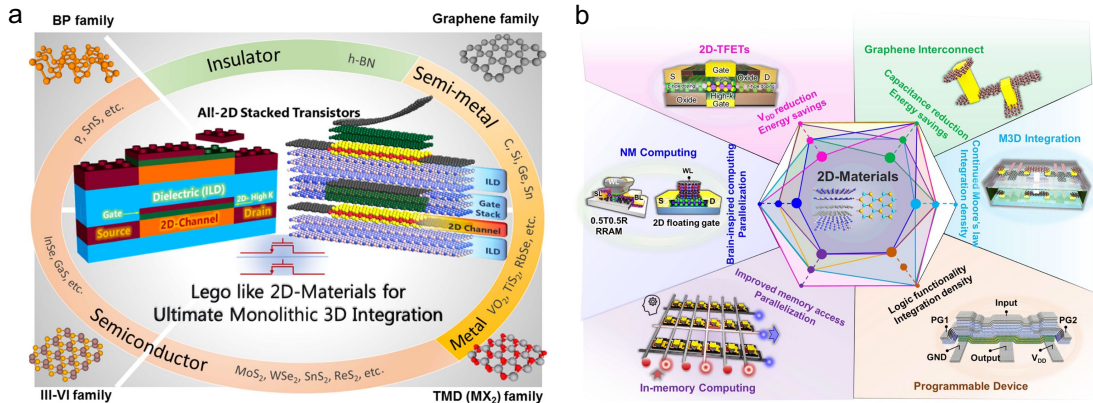 a
BP family
Graphene family
Insulator
h-BN
Semi-metal
C, Si, Ge, Sn
P, SnS, etc.
All-2D Stacked Transistors
Dielectric (ILD)
2D- High K
Gate
2D-Channel
Drain
Source
ILD
Gate
Stack
2D Channel
ILD
InSe, GaS, etc.
Lego like 2D-Materials for
Ultimate Monolithic 3D Integration
Metal
VO₂, TiS₂, RbSe, etc.
Semiconductor
MoS₂, WSe₂, SnS₂, ReS₂, etc.
III-VI family
TMD (MX₂) family
b
2D-TFETs
Gate
S
Oxide
D
Oxide
High-k
Gate
V_DD reduction
Energy savings
Graphene Interconnect
Capacitance reduction
Energy savings
NM Computing
WL
SL
BL
S
D
0.5T0.5R
RRAM
2D floating gate
Brain-inspired computing
Parallelization
2D-Materials
M3D Integration
Continued Moore's law
Integration density
Improved memory access
Parallelization
In-memory Computing
Logic functionality
Integration density
Input
PG1
PG2
GND
Output
V_DD
Programmable Device